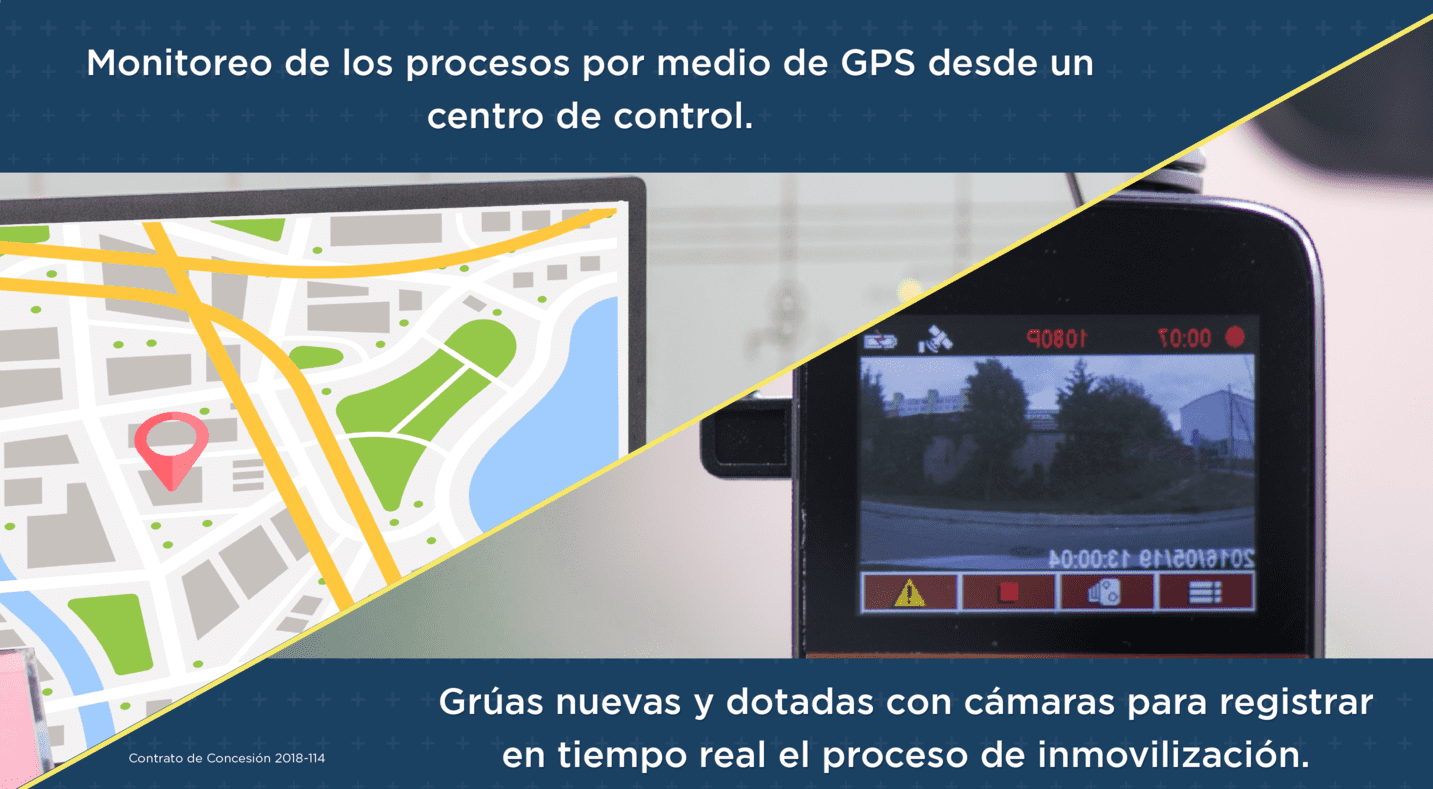 Monitoreo de los procesos por medio de GPS desde un
centro de control.
00:07
1080P
2016/05/19 13:00:04
Grúas nuevas y dotadas con cámaras para registrar
en tiempo real el proceso de inmovilización.
Contrato de Concesión 2018-114